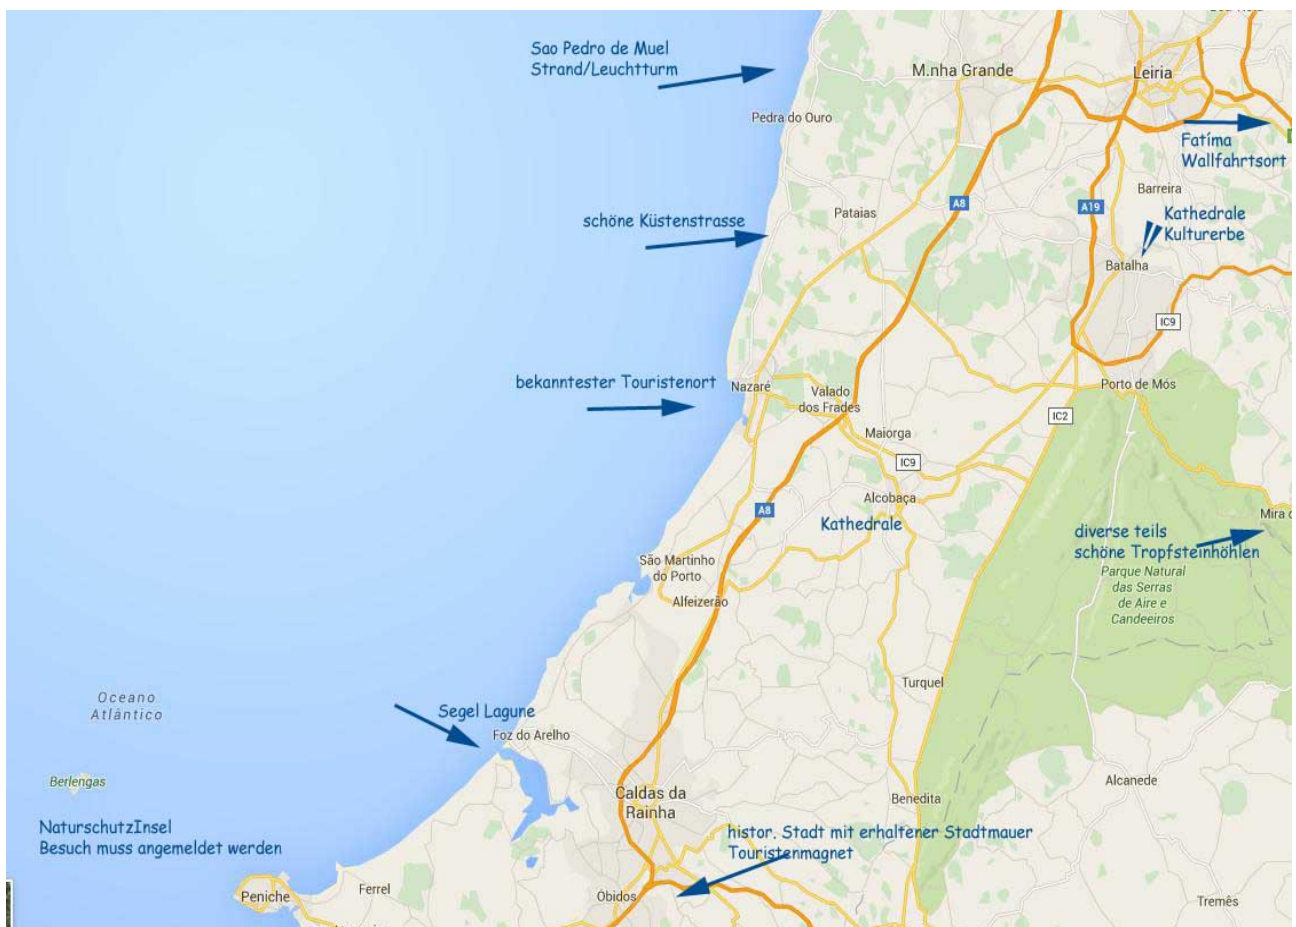 Sao Pedro de Muel
Strand/Leuchtturm
M.nha Grande
Leiria
Pedra do Ouro
Fatíma
Wallfahrtsort
Barreira
schöne Küstenstrasse
Pataias
A8
A19
Kathedrale
Kulturerbe
Batalha
IC9
bekanntester Touristenort
Nazaré
Valado
dos Frades
Porto de Mós
IC2
Maiorga
IC9
Alcobaça
A8
Kathedrale
Mira d
diverse teils
schöne Tropfsteinhöhlen
São Martinho
do Porto
Alfeizerão
Parque Natural
das Serras
de Aire e
Candeeiros
Turquel
Oceano
Atlântico
Segel Lagune
Foz do Arelho
Berlengas
Caldas da
Rainha
Benedita
Alcanede
NaturschutzInsel
Besuch muss angemeldet werden
histor. Stadt mit erhaltener Stadtmauer
Touristenmagnet
Peniche
Ferrel
Óbidos
Tremês